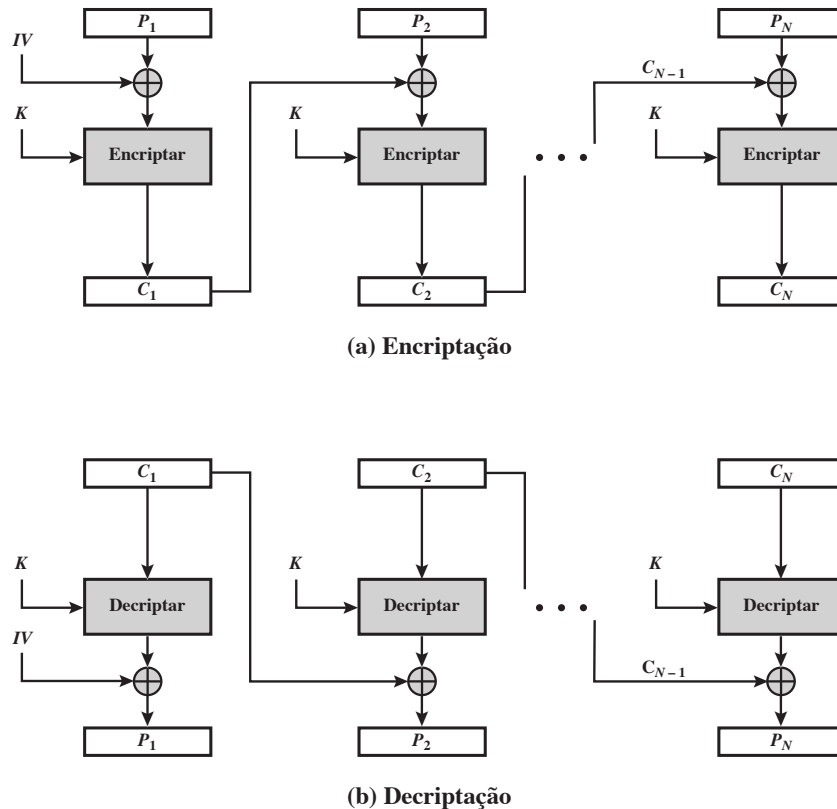 P1 P2 PN
IV
CN−1
K K K
Encriptar Encriptar Encriptar
C1 C2 CN
(a) Encriptação
C1 C2 CN
K K K
Decriptar Decriptar Decriptar
IV
CN−1
P1 P2 PN
(b) Decriptação